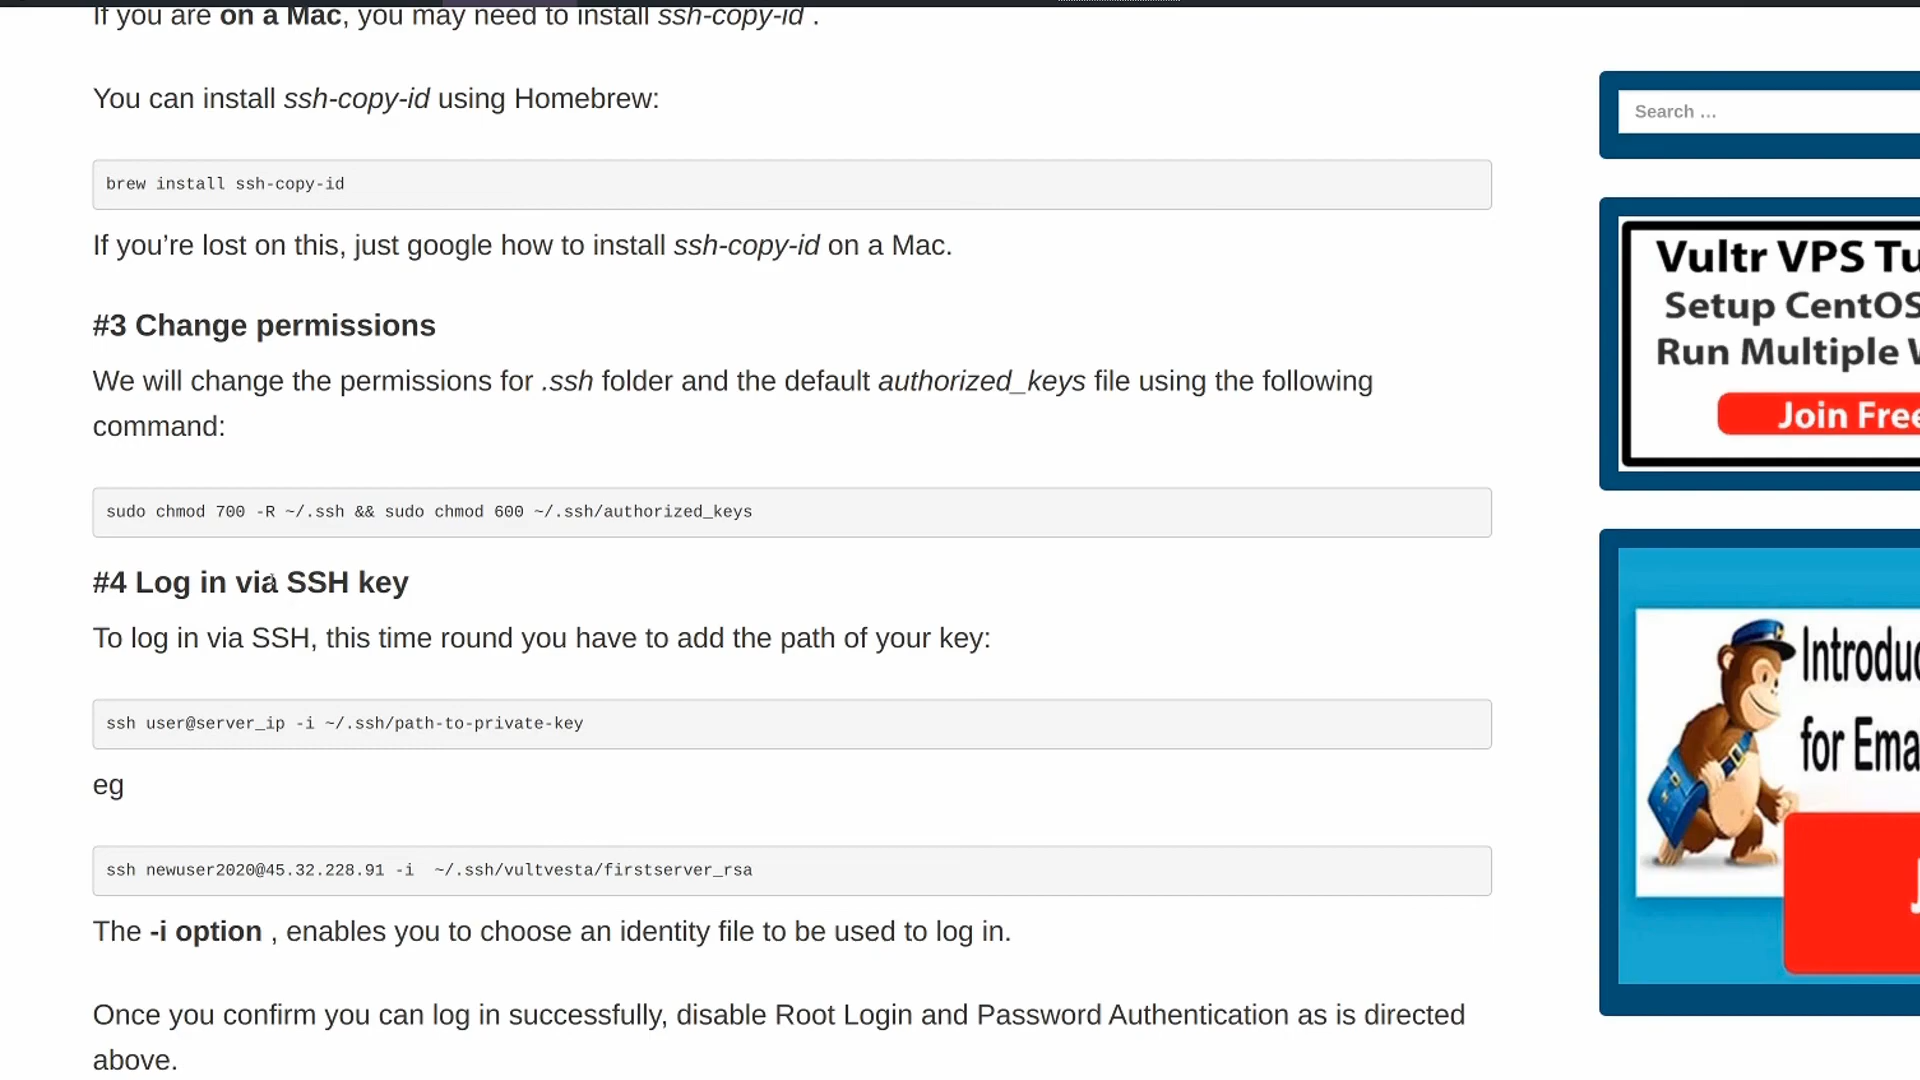 If you are on a Mac, you may need to install ssh-copy-id .
You can install ssh-copy-id using Homebrew:
brew install ssh-copy-id
If you’re lost on this, just google how to install ssh-copy-id on a Mac.
#3 Change permissions
We will change the permissions for .ssh folder and the default authorized_keys file using the following
command:
sudo chmod 700 -R ~/.ssh && sudo chmod 600 ~/.ssh/authorized_keys
#4 Log in via SSH key
To log in via SSH, this time round you have to add the path of your key:
ssh user@server_ip -i ~/.ssh/path-to-private-key
eg
ssh newuser2020@45.32.228.91 -i  ~/.ssh/vultvesta/firstserver_rsa
The -i option , enables you to choose an identity file to be used to log in.
Once you confirm you can log in successfully, disable Root Login and Password Authentication as is directed
above.
Search …
Vultr VPS Tu
Setup CentOS
Run Multiple
Join Free
Introduc
for Ema